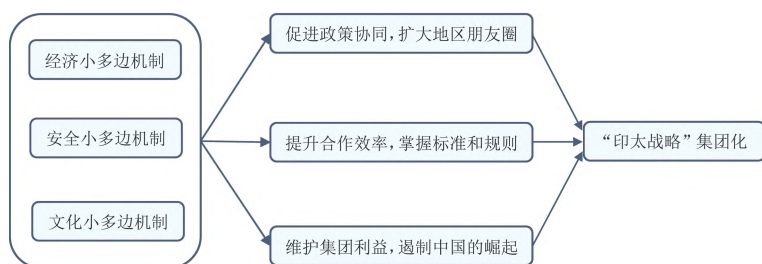 经济小多边机制
安全小多边机制
文化小多边机制
促进政策协同,扩大地区朋友圈
提升合作效率,掌握标准和规则
维护集团利益,遏制中国的崛起
“印太战略”集团化